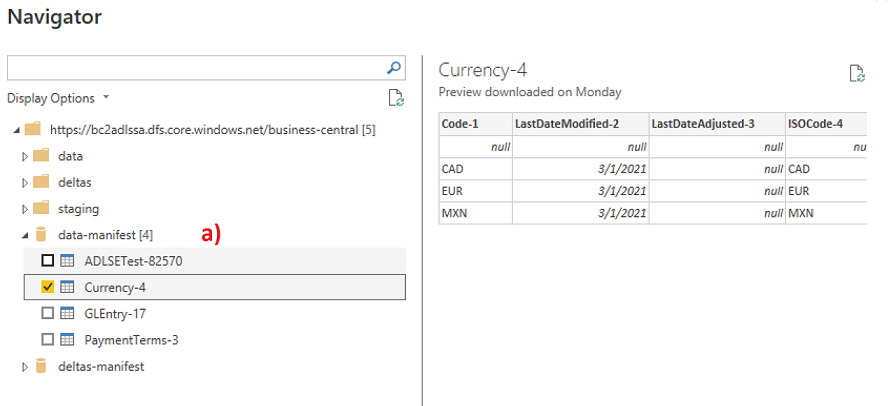 Navigator
Display Options
https://bc2adlssa.dfs.core.windows.net/business-central [5]
data
deltas
staging
data-manifest [4]
a)
ADLSETest-82570
Currency-4
GLEntry-17
PaymentTerms-3
deltas-manifest
Currency-4
Preview downloaded on Monday
Code-1 LastDateModified-2 LastDateAdjusted-3 ISOCode-4
null null null nu
CAD 3/1/2021 null CAD
EUR 3/1/2021 null EUR
MXN 3/1/2021 null MXN